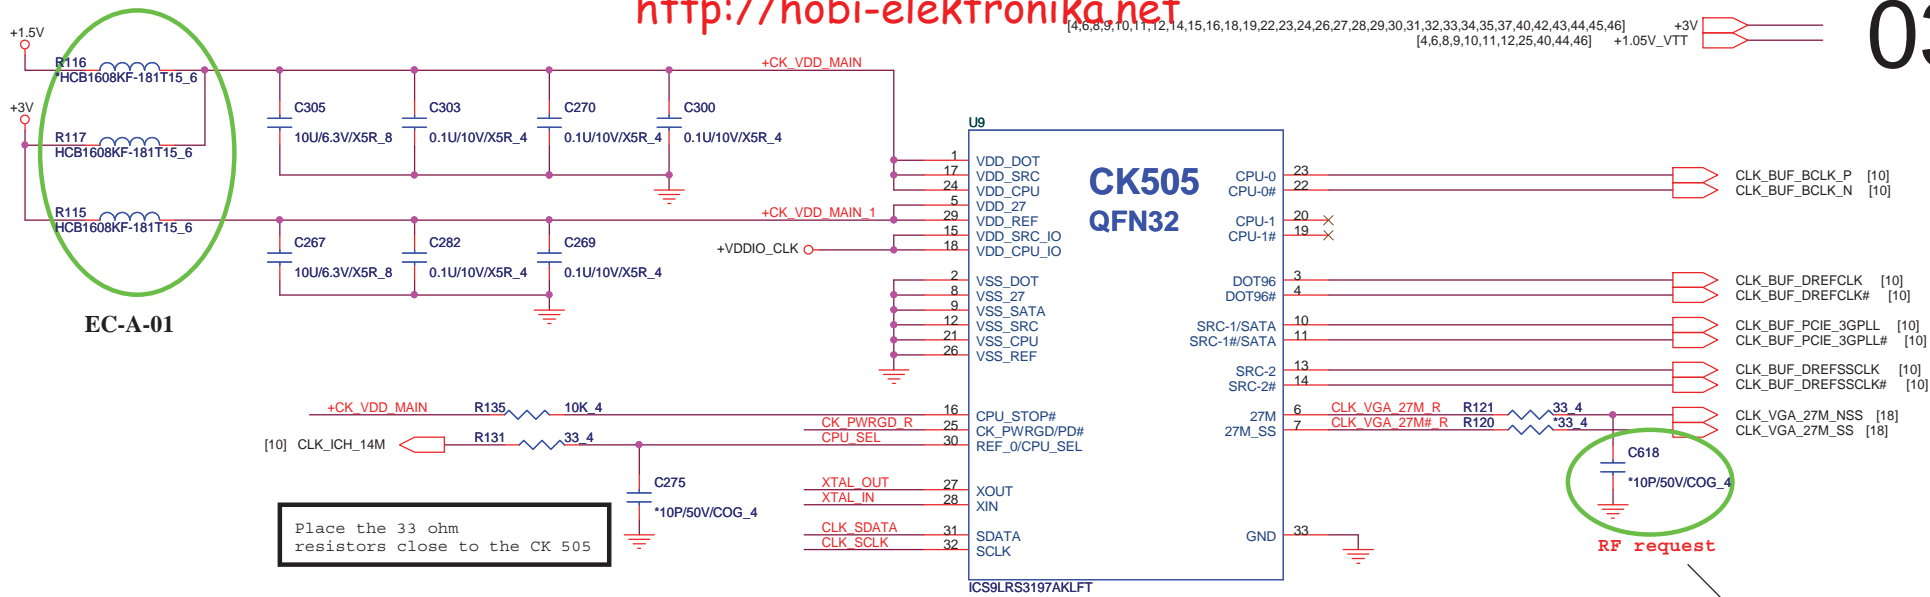 http://hobi-elektronika.net
[4,6,8,9,10,11,12,14,15,16,18,19,22,23,24,26,27,28,29,30,31,32,33,34,35,37,40,42,43,44,45,46] +3V
[4,6,8,9,10,11,12,25,40,44,46] +1.05V_VTT
+1.5V
R116
*HCB1608KF-181T15_6
+3V
R117
HCB1608KF-181T15_6
R115
HCB1608KF-181T15_6
EC-A-01
+CK_VDD_MAIN
C305
10U/6.3V/X5R_8
C303
0.1U/10V/X5R_4
C270
0.1U/10V/X5R_4
C300
0.1U/10V/X5R_4
+CK_VDD_MAIN_1
C267
10U/6.3V/X5R_8
C282
0.1U/10V/X5R_4
C269
0.1U/10V/X5R_4
+VDDIO_CLK
U9
CK505
QFN32
1 VDD_DOT
17 VDD_SRC
24 VDD_CPU
5 VDD_27
29 VDD_REF
15 VDD_SRC_IO
18 VDD_CPU_IO
2 VSS_DOT
8 VSS_27
9 VSS_SATA
12 VSS_SRC
21 VSS_CPU
26 VSS_REF
+CK_VDD_MAIN R135 10K_4 16 CPU_STOP#
CK_PWRGD_R 25 CK_PWRGD/PD#
[10] CLK_ICH_14M R131 33_4 CPU_SEL 30 REF_0/CPU_SEL
C275
*10P/50V/COG_4
XTAL_OUT 27 XOUT
XTAL_IN 28 XIN
CLK_SDATA 31 SDATA
CLK_SCLK 32 SCLK
ICS9LRS3197AKLFT
Place the 33 ohm
resistors close to the CK 505
CPU-0 23 CLK_BUF_BCLK_P [10]
CPU-0# 22 CLK_BUF_BCLK_N [10]
CPU-1 20
CPU-1# 19
DOT96 3 CLK_BUF_DREFCLK [10]
DOT96# 4 CLK_BUF_DREFCLK# [10]
SRC-1/SATA 10 CLK_BUF_PCIE_3GPLL [10]
SRC-1#/SATA 11 CLK_BUF_PCIE_3GPLL# [10]
SRC-2 13 CLK_BUF_DREFSSCLK [10]
SRC-2# 14 CLK_BUF_DREFSSCLK# [10]
27M 6 CLK_VGA_27M_R R121 33_4 CLK_VGA_27M_NSS [18]
27M_SS 7 CLK_VGA_27M#_R R120 *33_4 CLK_VGA_27M_SS [18]
C618
*10P/50V/COG_4
RF request
GND 33